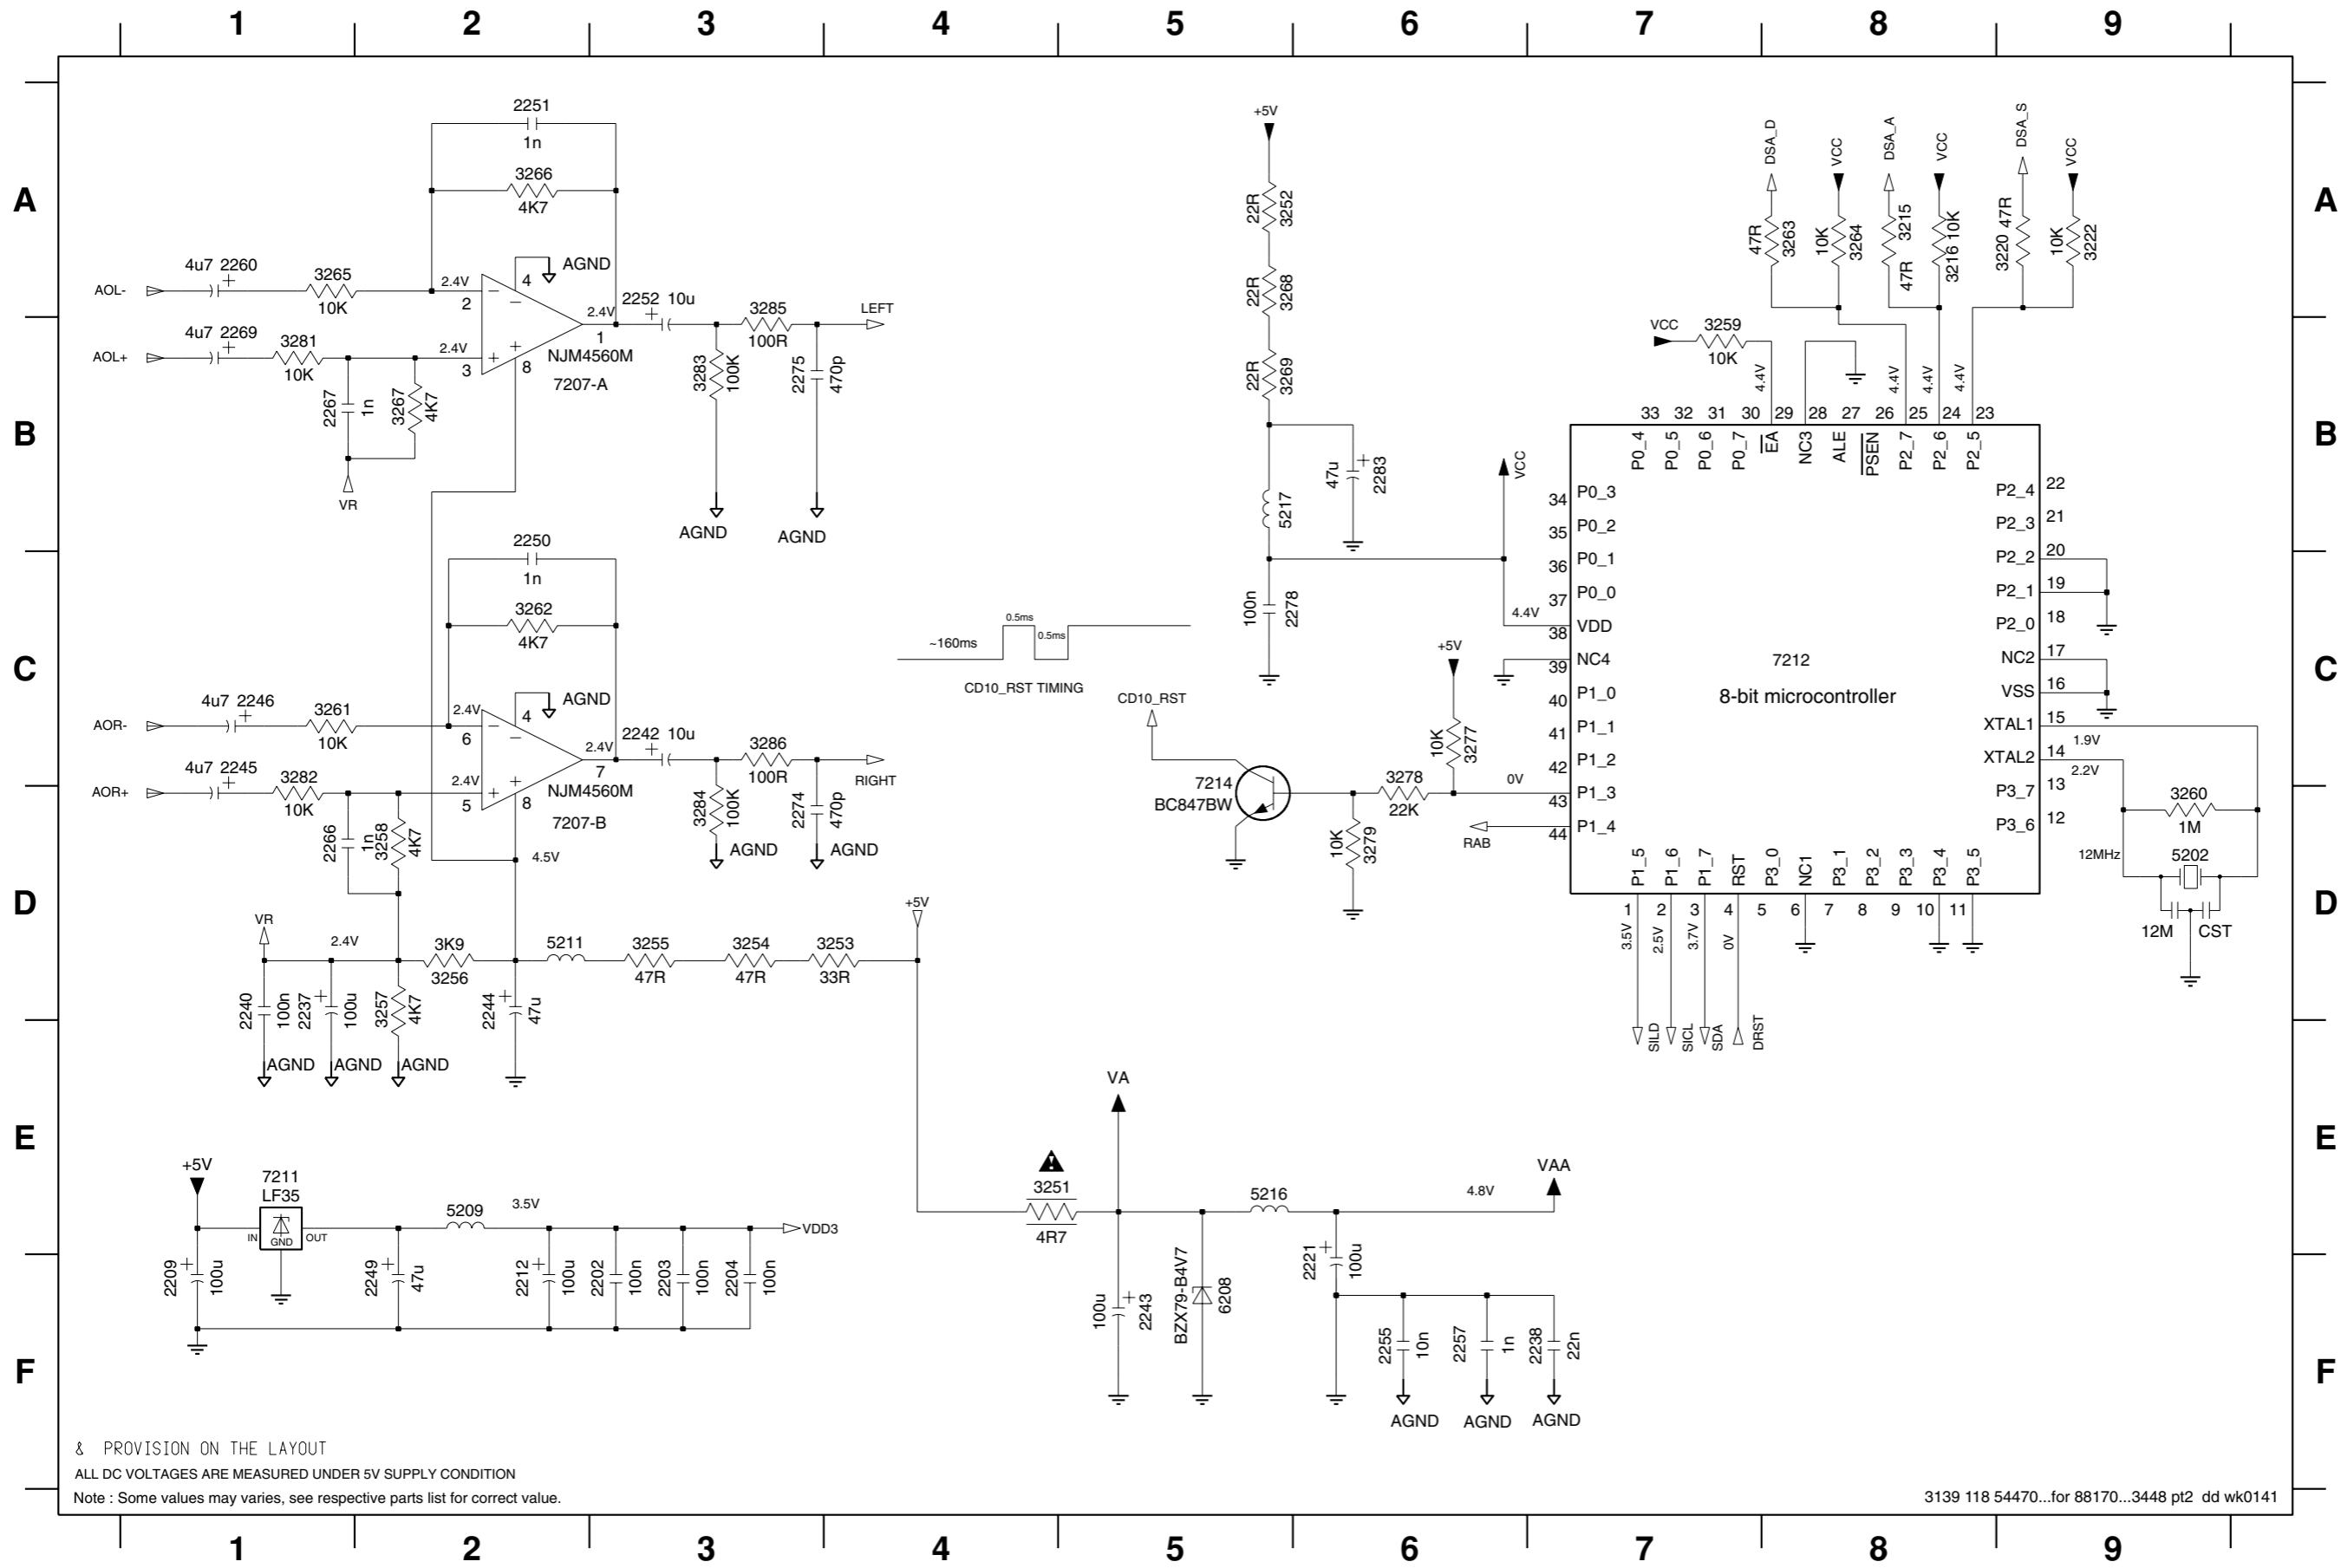 1 2 3 4 5 6 7 8 9
A
2251
1n
3266
4K7
4u7 2260
3265
10K
AOL-
2.4V
2
4
AGND
4u7 2269
3281
10K
AOL+
2.4V
3
8
2.4V
1
NJM4560M
7207-A
2252 10u
3285
100R
LEFT
3283
100K
2275
470p
AGND
AGND
2267
1n
3267
4K7
VR
+5V
22R
3252
22R
3268
22R
3269
47u
2283
5217
VCC
100n
2278
4.4V
DSA_D
VCC
DSA_A
VCC
DSA_S
VCC
47R
3263
10K
3264
3215
47R
3216 10K
3220 47R
10K
3222
A
VCC
3259
10K
4.4V
4.4V
4.4V
4.4V
B
33 32 31 30 29 28 27 26 25 24 23
P0_4
P0_5
P0_6
P0_7
EA
NC3
ALE
PSEN
P2_7
P2_6
P2_5
B
34 P0_3
35 P0_2
36 P0_1
37 P0_0
38 VDD
39 NC4
40 P1_0
41 P1_1
42 P1_2
43 P1_3
44 P1_4
7212
8-bit microcontroller
P2_4 22
P2_3 21
P2_2 20
P2_1 19
P2_0 18
NC2 17
VSS 16
XTAL1 15
1.9V
XTAL2 14
2.2V
P3_7 13
P3_6 12
P1_5
P1_6
P1_7
RST
P3_0
NC1
P3_1
P3_2
P3_3
P3_4
P3_5
1 2 3 4 5 6 7 8 9 10 11
3.5V
2.5V
3.7V
0V
SILD
SICL
SDA
DRST
3260
1M
12MHz
5202
12M CST
C
2250
1n
3262
4K7
4u7 2246
3261
10K
AOR-
2.4V
6
4
AGND
4u7 2245
3282
10K
AOR+
2.4V
5
8
2.4V
7
NJM4560M
7207-B
2242 10u
3286
100R
RIGHT
3284
100K
2274
470p
AGND
AGND
2266
1n
3258
4K7
4.5V
~160ms
0.5ms
0.5ms
CD10_RST TIMING
CD10_RST
7214
BC847BW
+5V
10K
3277
3278
22K
0V
10K
3279
RAB
C
D
VR
2.4V
3K9
3256
5211
3255
47R
3254
47R
3253
33R
+5V
2240
100n
2237
100u
3257
4K7
2244
47u
AGND
AGND
AGND
D
E
+5V
7211
LF35
IN
GND
OUT
5209
3.5V
VDD3
2209
100u
2249
47u
2212
100u
2202
100n
2203
100n
2204
100n
VA
3251
4R7
5216
4.8V
VAA
100u
2243
BZX79-B4V7
6208
2221
100u
2255
10n
2257
1n
2238
22n
AGND
AGND
AGND
E
F
F
& PROVISION ON THE LAYOUT
ALL DC VOLTAGES ARE MEASURED UNDER 5V SUPPLY CONDITION
Note : Some values may varies, see respective parts list for correct value.
3139 118 54470...for 88170...3448 pt2 dd wk0141
1 2 3 4 5 6 7 8 9